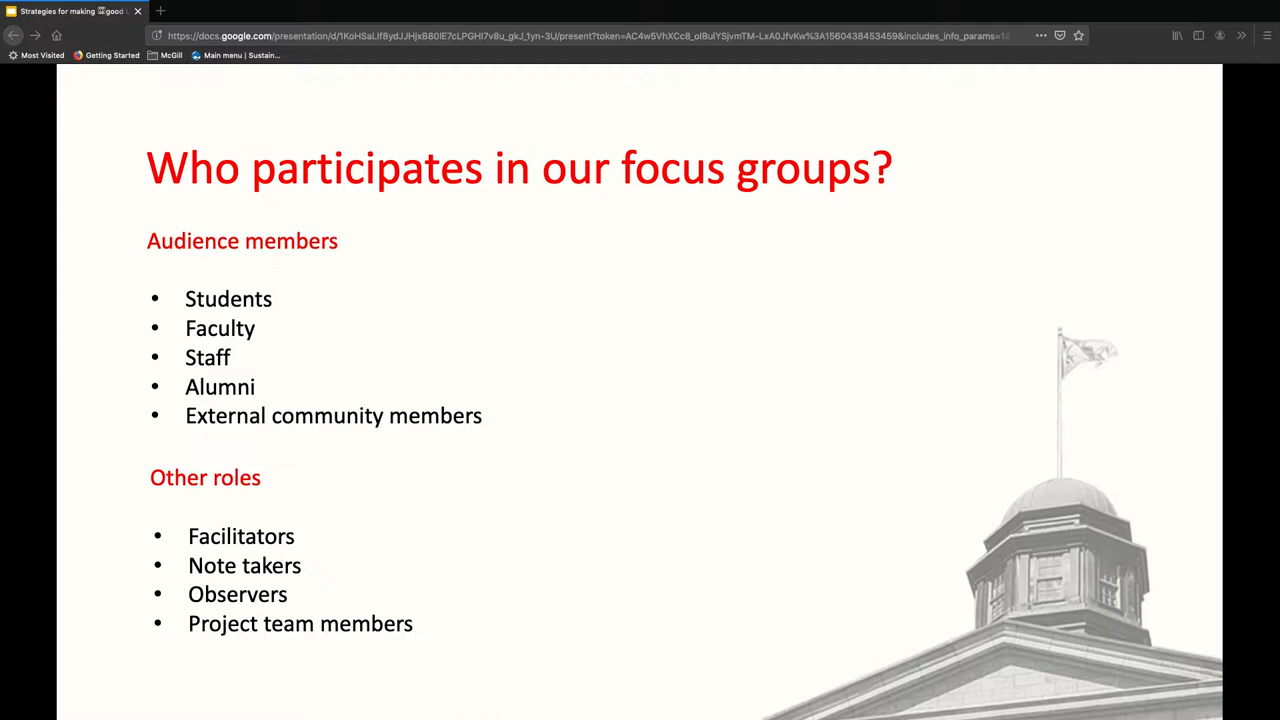 Strategies for making good L
https://docs.google.com/presentation/d/1KoHSaLIf8ydJJHjxB80lE7cLPGHl7v8u_gkJ_1yn-3U/present?token=AC4w5VhXCc8_olBulYSjvmTM-LxA0JfvKw%3A1560438453459&includes_info_params=1
Most Visited Getting Started McGill Main menu | Sustain...
Who participates in our focus groups?
Audience members
• Students
• Faculty
• Staff
• Alumni
• External community members
Other roles
• Facilitators
• Note takers
• Observers
• Project team members